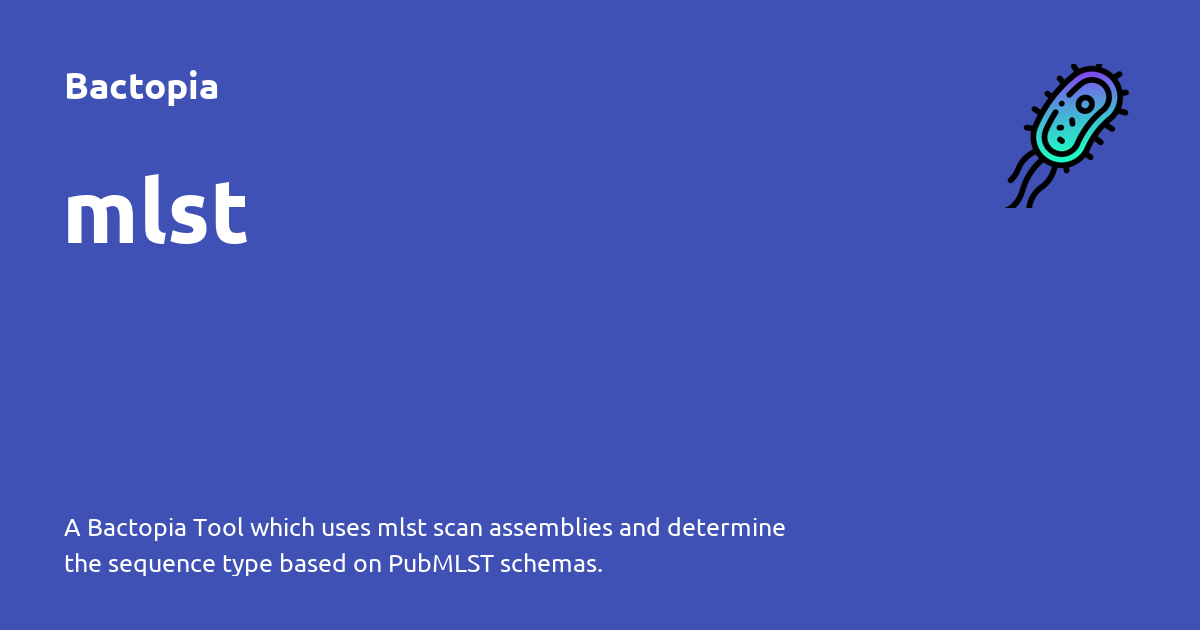 Bactopia
mlst
A Bactopia Tool which uses mlst scan assemblies and determine
the sequence type based on PubMLST schemas.